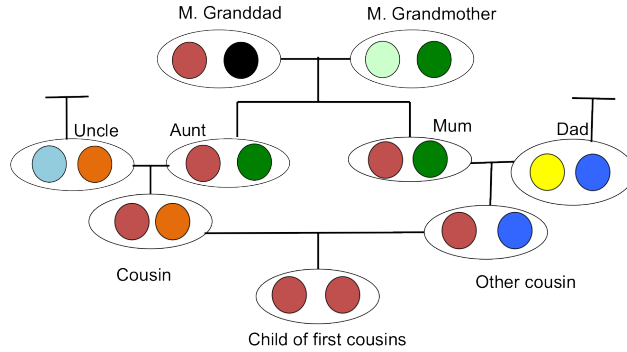 M. Granddad
M. Grandmother
Uncle
Aunt
Mum
Dad
Cousin
Other cousin
Child of first cousins